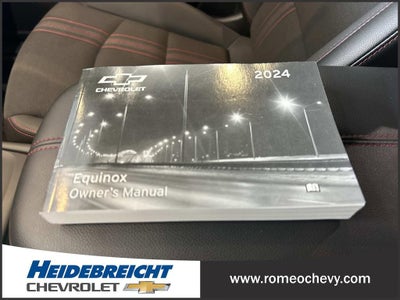 2024
CHEVROLET
Equinox
Owner's Manual
HEIDEBREICHT
CHEVROLET
www.romeochevy.com